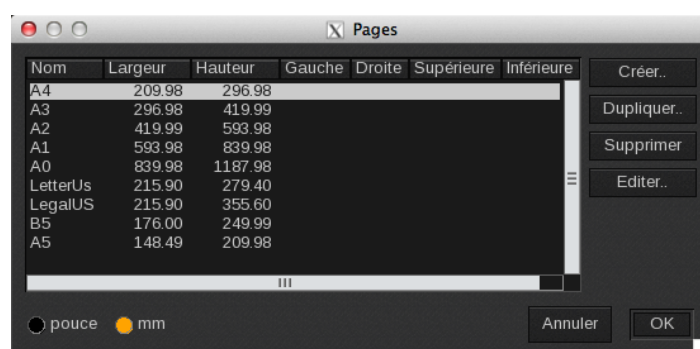 Pages
Nom Largeur Hauteur Gauche Droite Supérieure Inférieure
A4 209.98 296.98
A3 296.98 419.99
A2 419.99 593.98
A1 593.98 839.98
A0 839.98 1187.98
LetterUs 215.90 279.40
LegalUS 215.90 355.60
B5 176.00 249.99
A5 148.49 209.98
Créer..
Dupliquer..
Supprimer
Editer..
pouce mm
Annuler OK